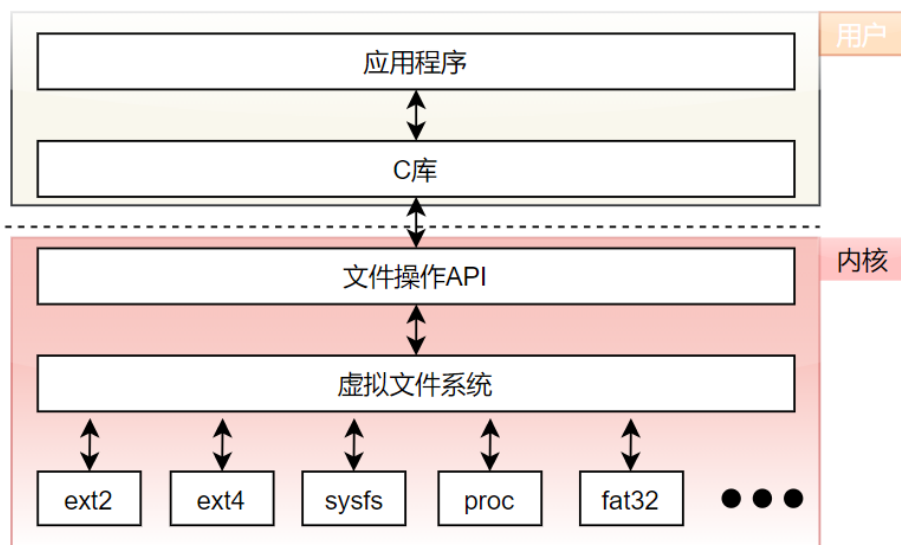 用户
应用程序
C库
内核
文件操作API
虚拟文件系统
ext2 ext4 sysfs proc fat32